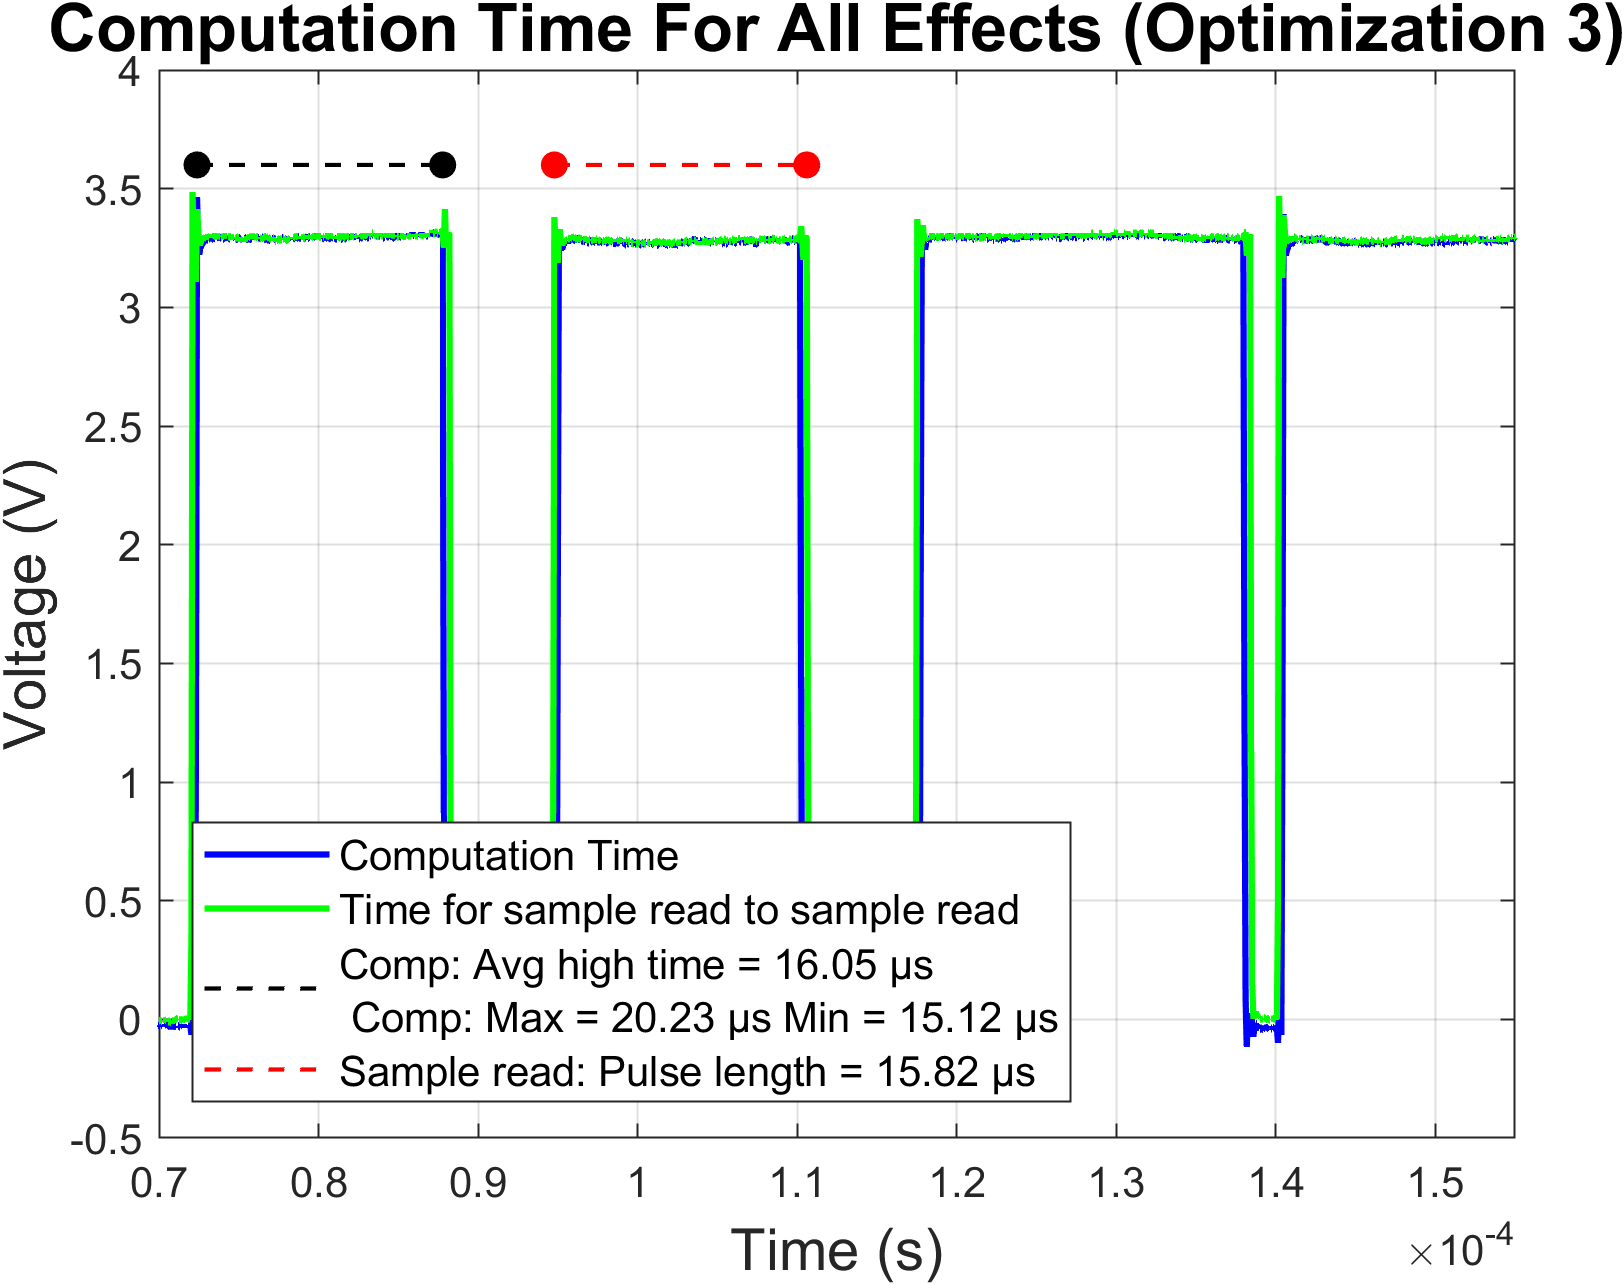 Computation Time For All Effects (Optimization 3)
4
3.5
3
2.5
2
1.5
1
0.5
0
-0.5
Voltage (V)
Computation Time
Time for sample read to sample read
Comp: Avg high time = 16.05 µs
Comp: Max = 20.23 µs Min = 15.12 µs
Sample read: Pulse length = 15.82 µs
0.7 0.8 0.9 1 1.1 1.2 1.3 1.4 1.5
Time (s)
×10⁻⁴